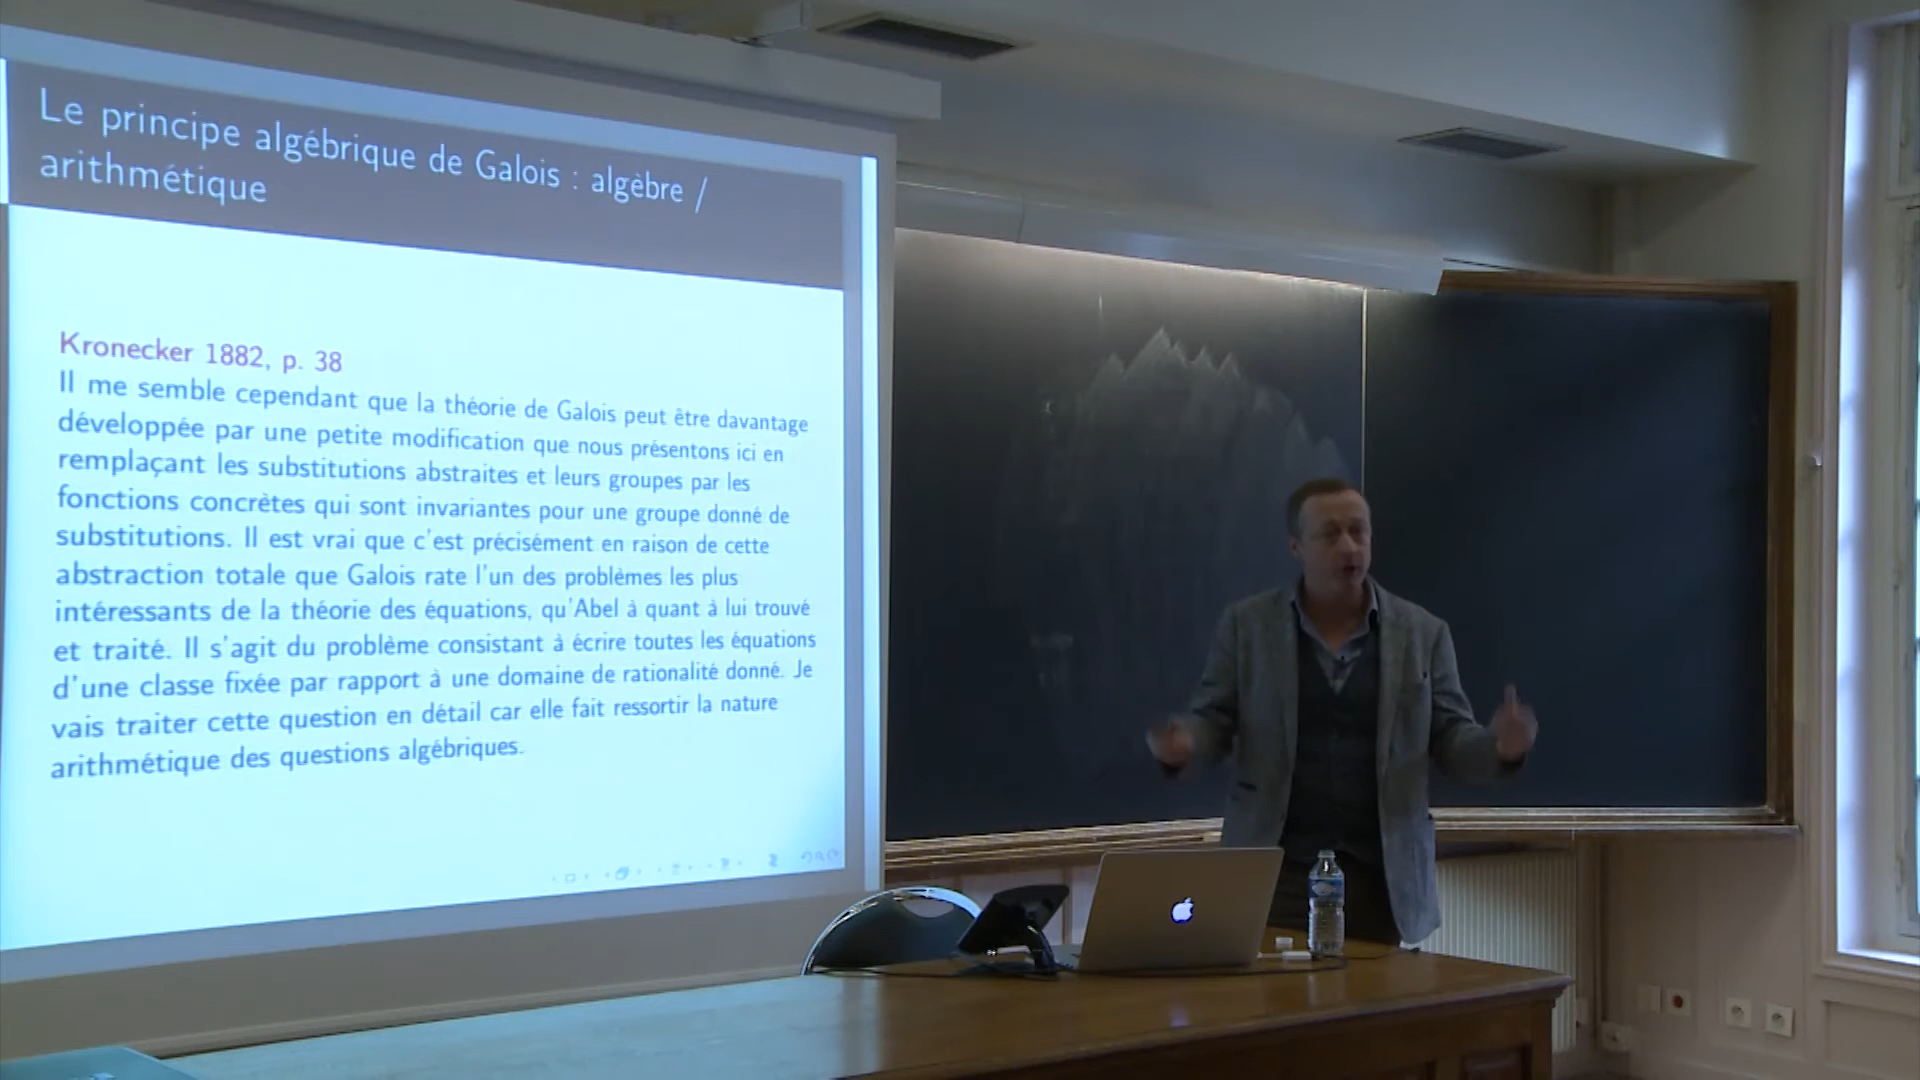 Le principe algébrique de Galois : algèbre /
arithmétique
Kronecker 1882, p. 38
Il me semble cependant que la théorie de Galois peut être davantage
développée par une petite modification que nous présentons ici en
remplaçant les substitutions abstraites et leurs groupes par les
fonctions concrètes qui sont invariantes pour une groupe donné de
substitutions. Il est vrai que c'est précisément en raison de cette
abstraction totale que Galois rate l'un des problèmes les plus
intéressants de la théorie des équations, qu'Abel à quant à lui trouvé
et traité. Il s'agit du problème consistant à écrire toutes les équations
d'une classe fixée par rapport à une domaine de rationalité donné. Je
vais traiter cette question en détail car elle fait ressortir la nature
arithmétique des questions algébriques.